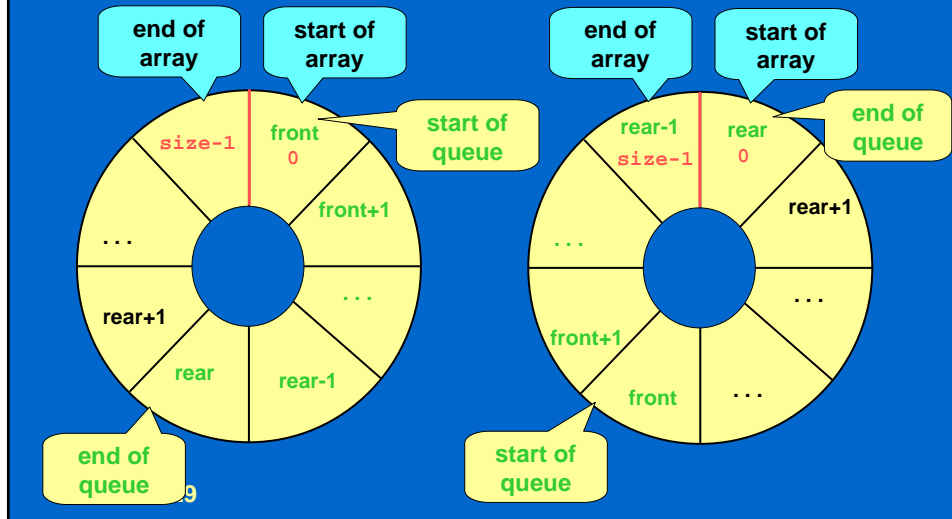 end of
array
start of
array
size-1
front
0
start of
queue
front+1
...
...
rear+1
rear
rear-1
end of
queue
9
end of
array
start of
array
rear-1
size-1
rear
0
end of
queue
rear+1
...
...
front+1
front
...
start of
queue